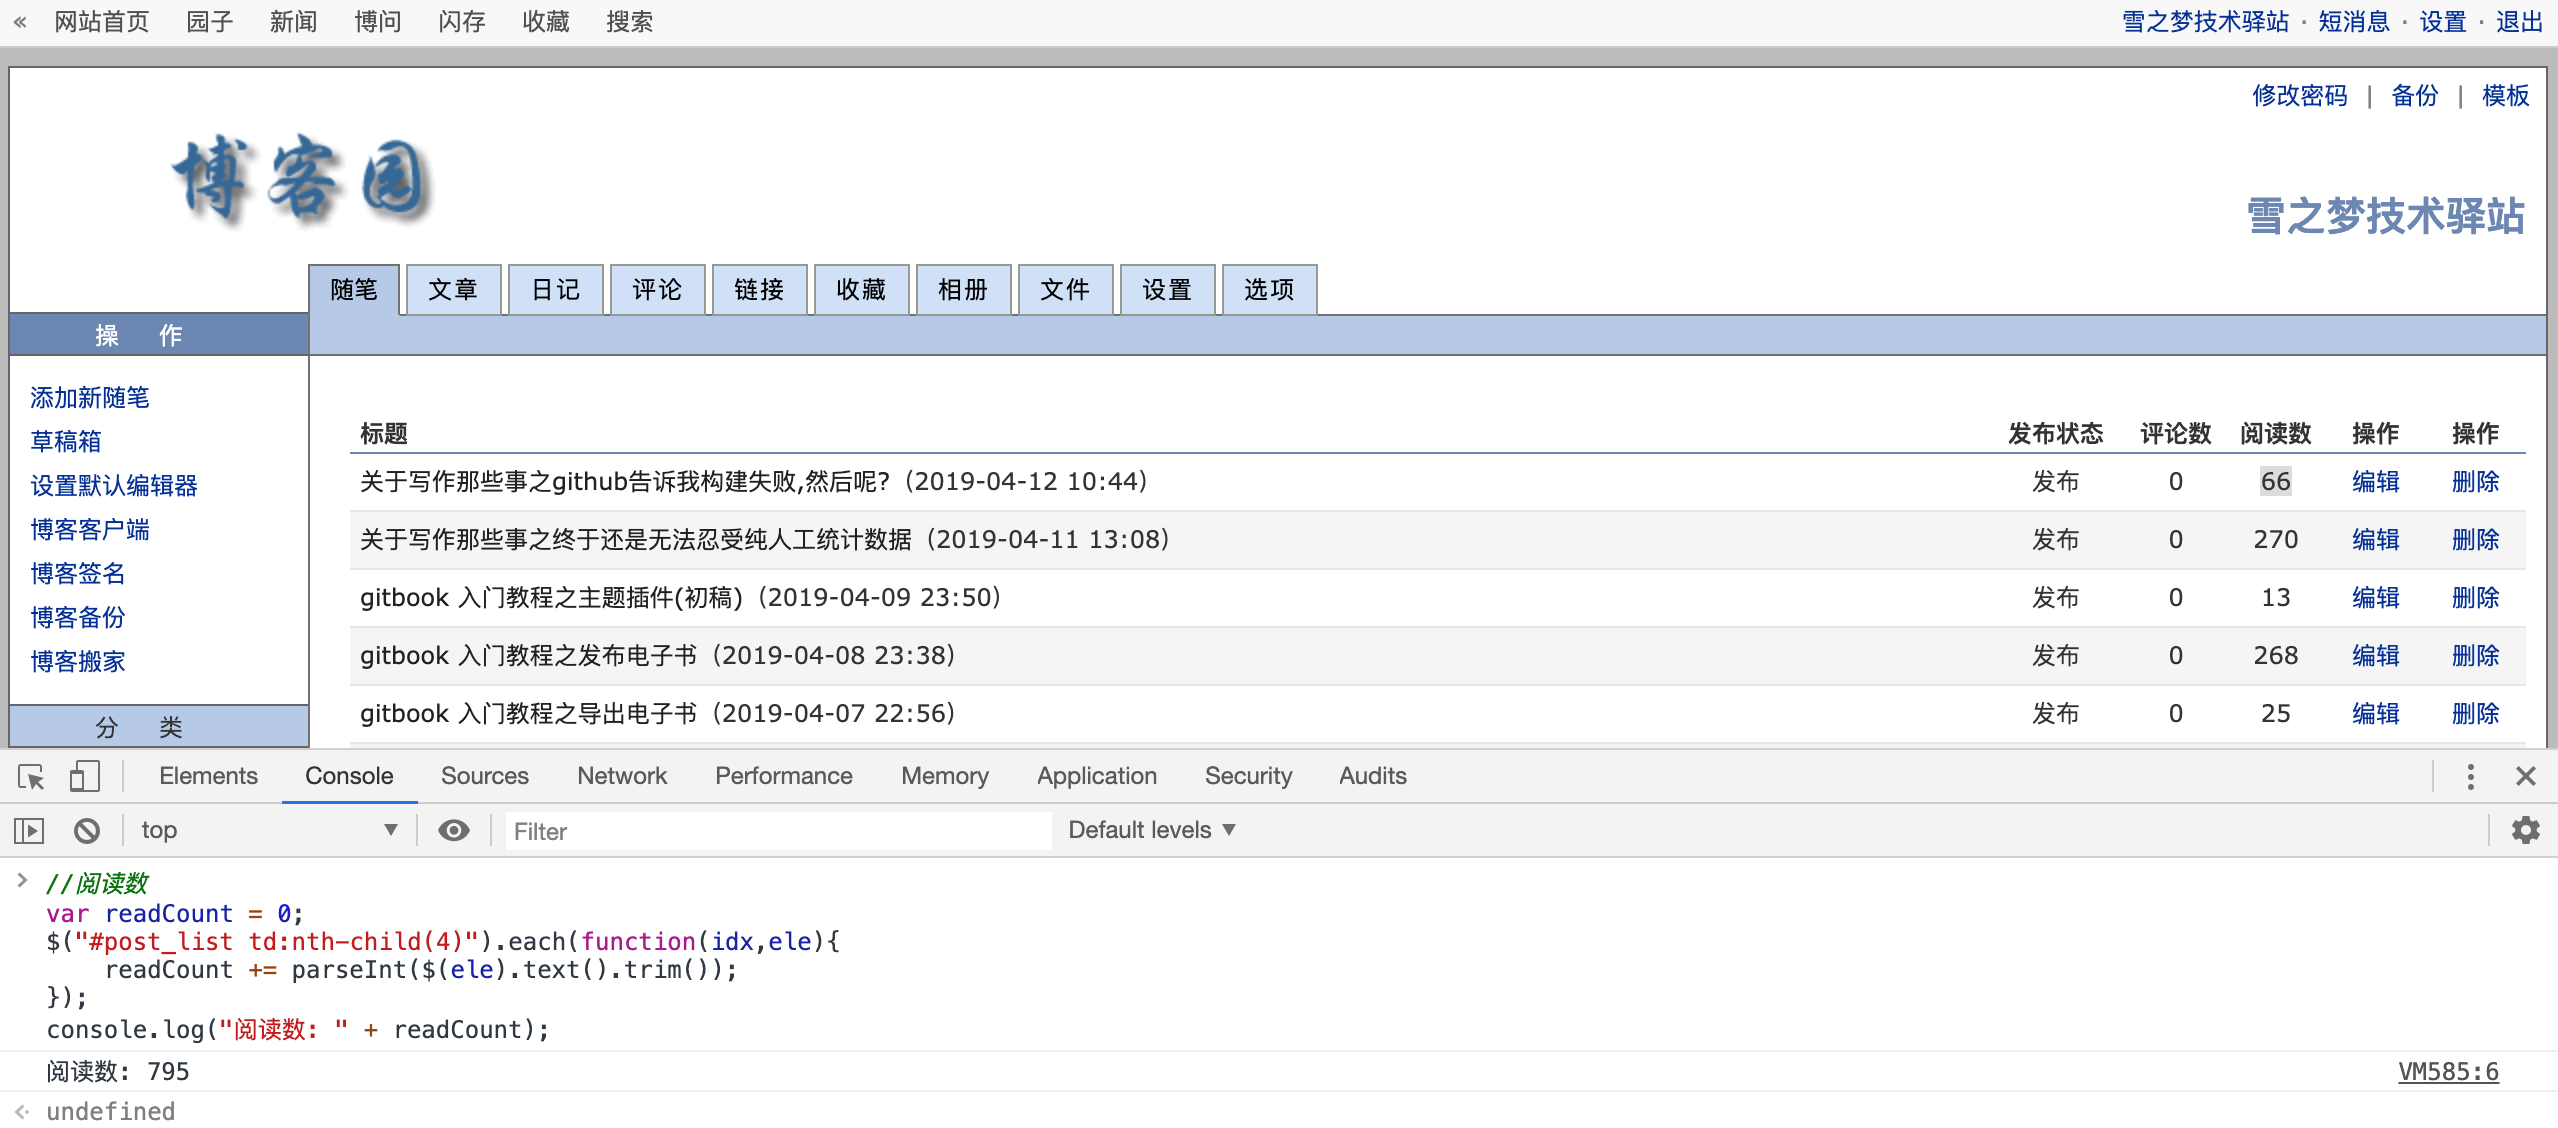 « 网站首页 园子 新闻 博问 闪存 收藏 搜索 雪之梦技术驿站 · 短消息 · 设置 · 退出
修改密码 | 备份 | 模板
博客园
雪之梦技术驿站
随笔 文章 日记 评论 链接 收藏 相册 文件 设置 选项
操 作
添加新随笔
草稿箱
设置默认编辑器
博客客户端
博客签名
博客备份
博客搬家
分 类
标题 发布状态 评论数 阅读数 操作 操作
关于写作那些事之github告诉我构建失败,然后呢?（2019-04-12 10:44） 发布 0 66 编辑 删除
关于写作那些事之终于还是无法忍受纯人工统计数据（2019-04-11 13:08） 发布 0 270 编辑 删除
gitbook 入门教程之主题插件(初稿)（2019-04-09 23:50） 发布 0 13 编辑 删除
gitbook 入门教程之发布电子书（2019-04-08 23:38） 发布 0 268 编辑 删除
gitbook 入门教程之导出电子书（2019-04-07 22:56） 发布 0 25 编辑 删除
Elements Console Sources Network Performance Memory Application Security Audits
top Filter Default levels
> //阅读数
var readCount = 0;
$("#post_list td:nth-child(4)").each(function(idx,ele){
    readCount += parseInt($(ele).text().trim());
});
console.log("阅读数: " + readCount);
阅读数: 795 VM585:6
undefined